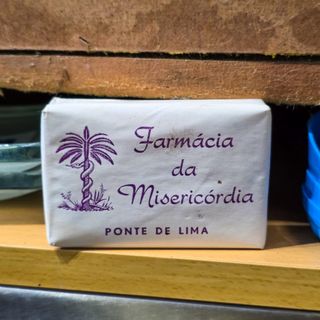 Farmácia
da
Misericórdia
PONTE DE LIMA